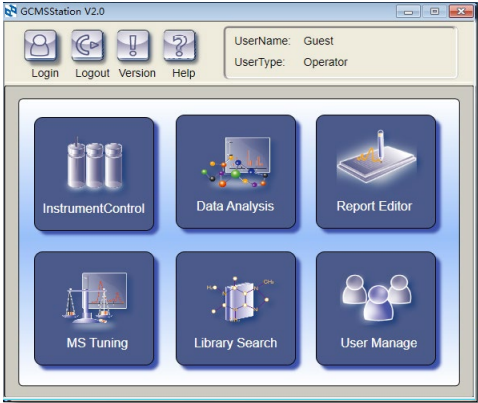 GCMSStation V2.0
UserName: Guest
UserType: Operator
Login Logout Version Help
InstrumentControl Data Analysis Report Editor
MS Tuning Library Search User Manage